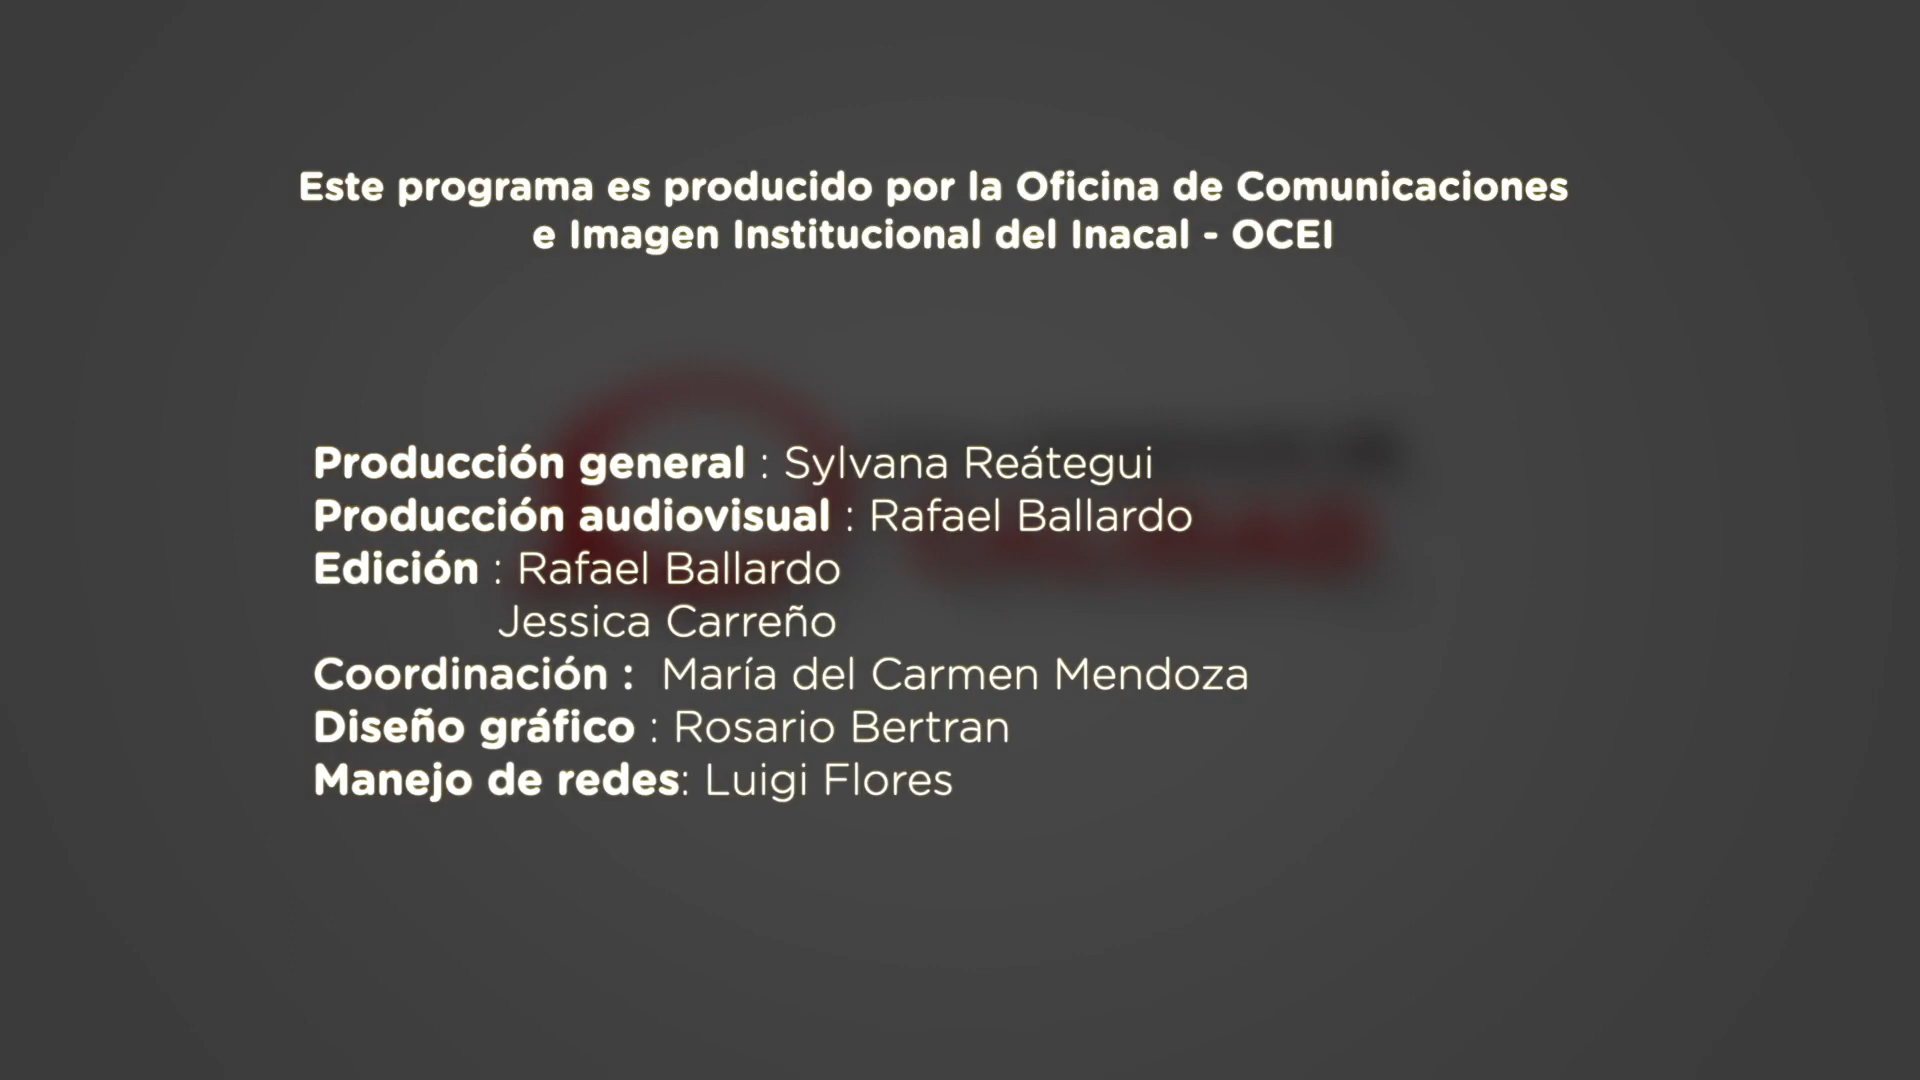 Este programa es producido por la Oficina de Comunicaciones
e Imagen Institucional del Inacal - OCEI
Producción general : Sylvana Reátegui
Producción audiovisual : Rafael Ballardo
Edición : Rafael Ballardo
Jessica Carreño
Coordinación : María del Carmen Mendoza
Diseño gráfico : Rosario Bertran
Manejo de redes: Luigi Flores